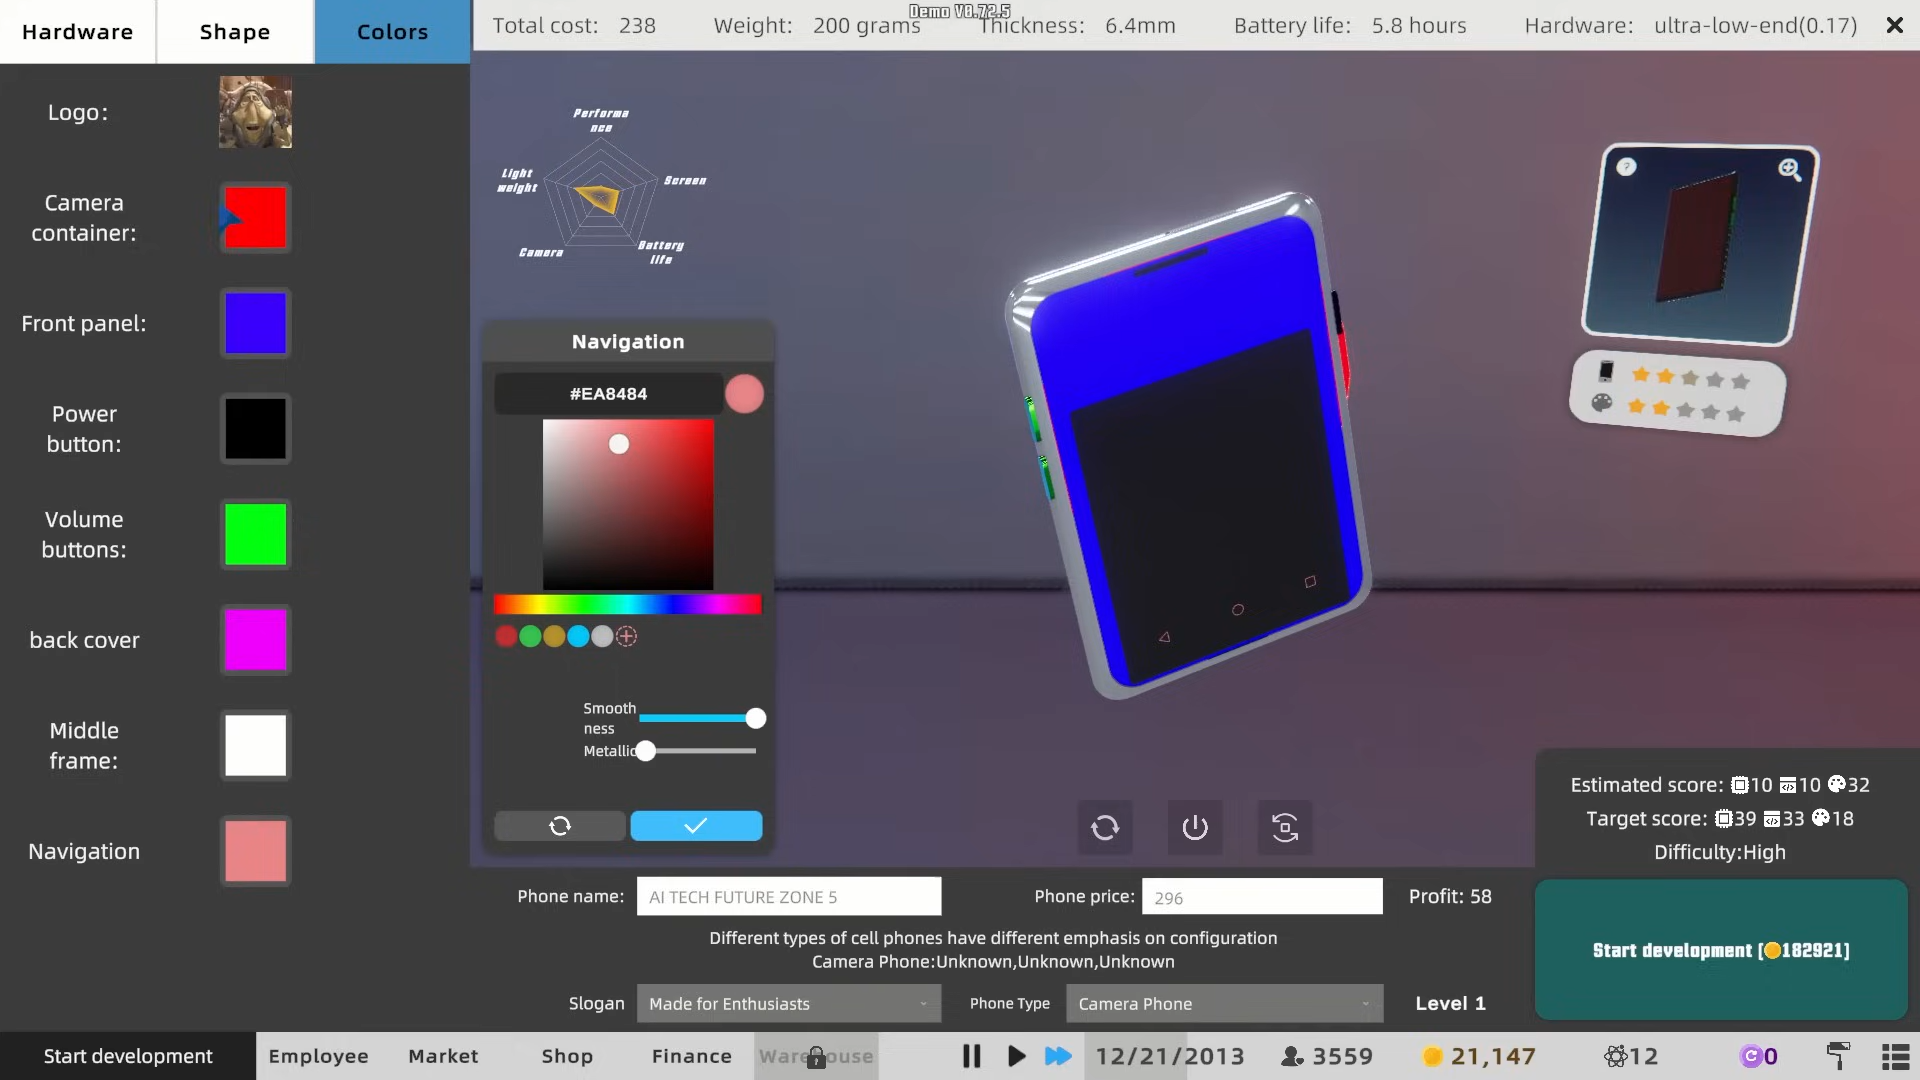 Hardware
Shape
Colors
Demo V0.72.5
Total cost: 238
Weight: 200 grams
Thickness: 6.4mm
Battery life: 5.8 hours
Hardware: ultra-low-end(0.17)
Logo:
Camera
container:
Front panel:
Power
button:
Volume
buttons:
back cover
Middle
frame:
Navigation
Performa
nce
Light
weight
Screen
Camera
Battery
life
Navigation
#EA8484
Smooth
ness
Metallic
?
Estimated score: 10 10 32
Target score: 39 33 18
Difficulty:High
Phone name: AI TECH FUTURE ZONE 5
Phone price: 296
Profit: 58
Different types of cell phones have different emphasis on configuration
Camera Phone:Unknown,Unknown,Unknown
Slogan Made for Enthusiasts
Phone Type Camera Phone
Level 1
Start development [182921]
Start development
Employee
Market
Shop
Finance
Warehouse
12/21/2013
3559
21,147
12
0